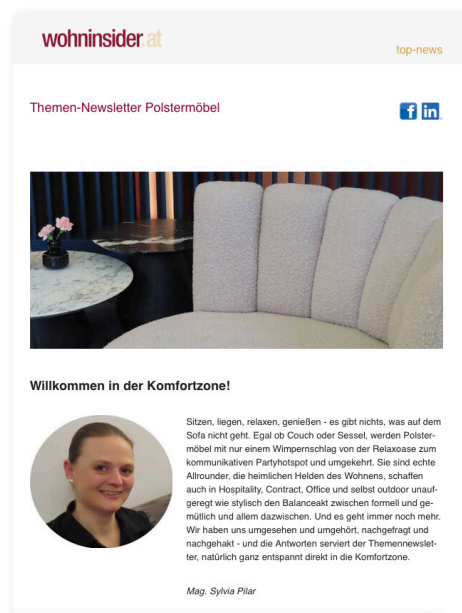 wohninsider.at
top-news
Themen-Newsletter Polstermöbel
f in
Willkommen in der Komfortzone!
Sitzen, liegen, relaxen, genießen - es gibt nichts, was auf dem
Sofa nicht geht. Egal ob Couch oder Sessel, werden Polster-
möbel mit nur einem Wimpernschlag von der Relaxoase zum
kommunikativen Partyhotspot und umgekehrt. Sie sind echte
Allrounder, die heimlichen Helden des Wohnens, schaffen
auch in Hospitality, Contract, Office und selbst outdoor unauf-
geregt wie stylisch den Balanceakt zwischen formell und ge-
mütlich und allem dazwischen. Und es geht immer noch mehr.
Wir haben uns umgesehen und umgehört, nachgefragt und
nachgehakt - und die Antworten serviert der Themennewslet-
ter, natürlich ganz entspannt direkt in die Komfortzone.
Mag. Sylvia Pilar